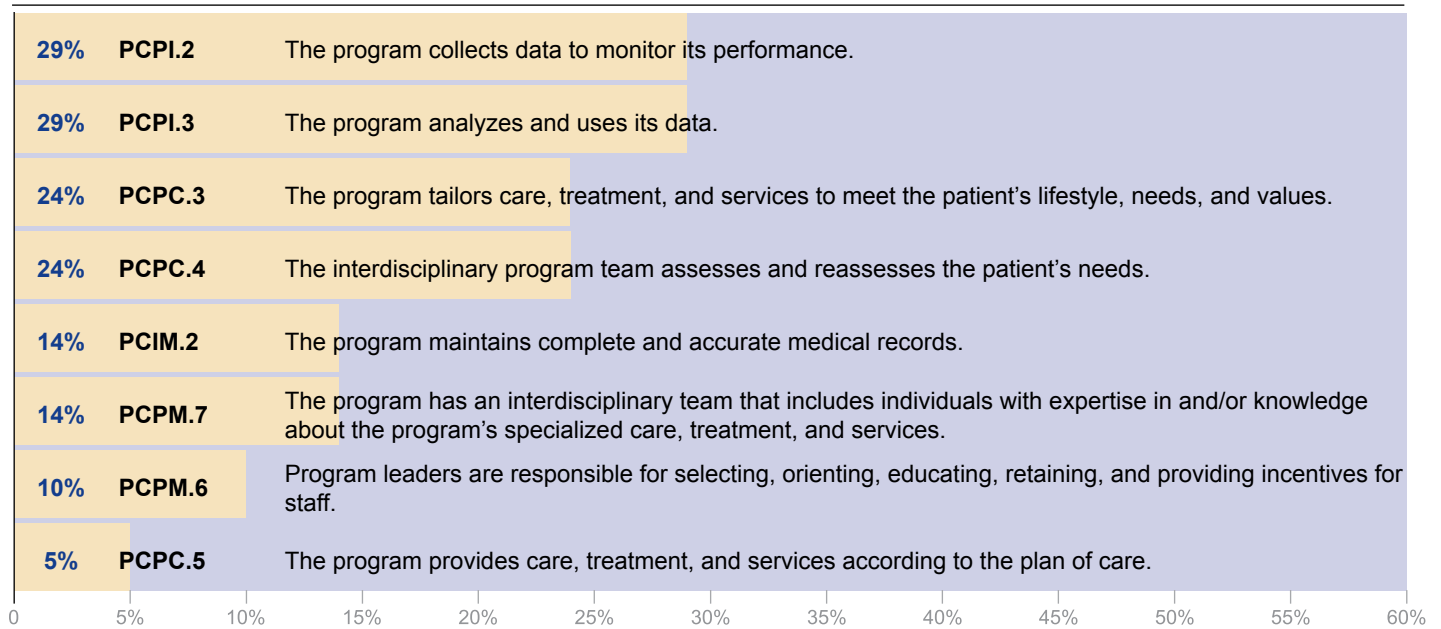 29% PCPI.2 The program collects data to monitor its performance.
29% PCPI.3 The program analyzes and uses its data.
24% PCPC.3 The program tailors care, treatment, and services to meet the patient’s lifestyle, needs, and values.
24% PCPC.4 The interdisciplinary program team assesses and reassesses the patient’s needs.
14% PCIM.2 The program maintains complete and accurate medical records.
14% PCPM.7 The program has an interdisciplinary team that includes individuals with expertise in and/or knowledge
about the program’s specialized care, treatment, and services.
10% PCPM.6 Program leaders are responsible for selecting, orienting, educating, retaining, and providing incentives for
staff.
5% PCPC.5 The program provides care, treatment, and services according to the plan of care.
0 5% 10% 15% 20% 25% 30% 35% 40% 45% 50% 55% 60%